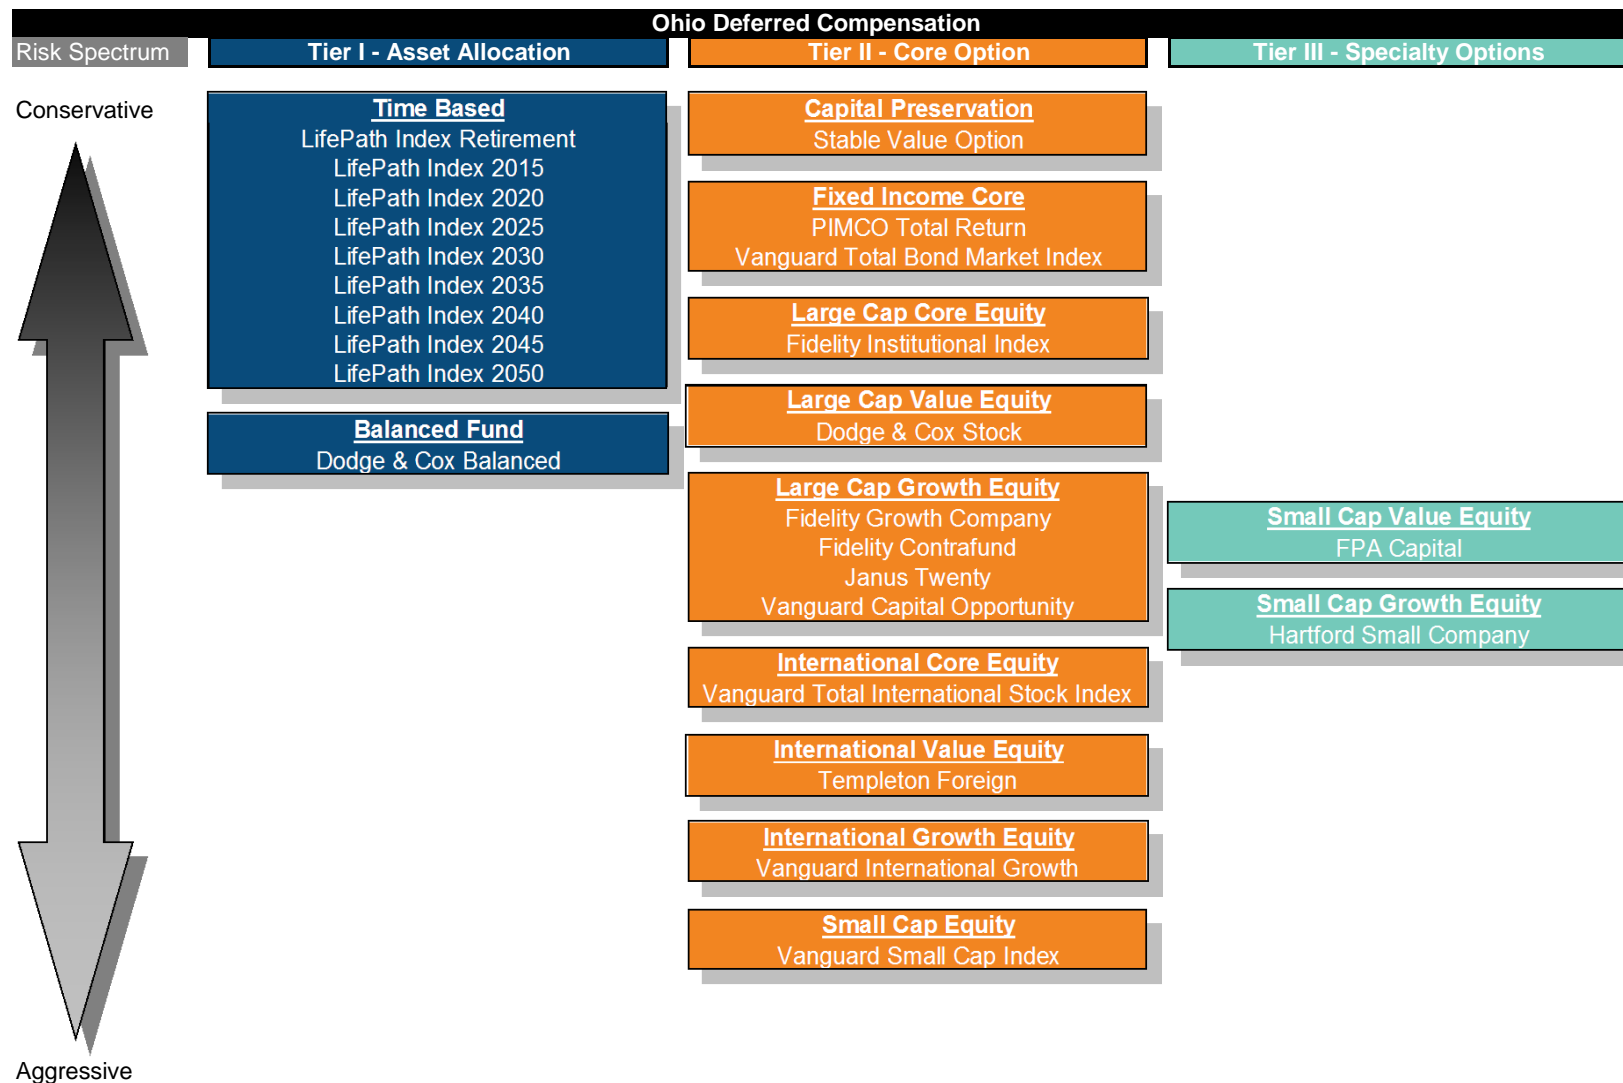 Ohio Deferred Compensation
Risk Spectrum
Tier I - Asset Allocation
Tier II - Core Option
Tier III - Specialty Options
Conservative
Time Based
LifePath Index Retirement
LifePath Index 2015
LifePath Index 2020
LifePath Index 2025
LifePath Index 2030
LifePath Index 2035
LifePath Index 2040
LifePath Index 2045
LifePath Index 2050
Balanced Fund
Dodge & Cox Balanced
Capital Preservation
Stable Value Option
Fixed Income Core
PIMCO Total Return
Vanguard Total Bond Market Index
Large Cap Core Equity
Fidelity Institutional Index
Large Cap Value Equity
Dodge & Cox Stock
Large Cap Growth Equity
Fidelity Growth Company
Fidelity Contrafund
Janus Twenty
Vanguard Capital Opportunity
International Core Equity
Vanguard Total International Stock Index
International Value Equity
Templeton Foreign
International Growth Equity
Vanguard International Growth
Small Cap Equity
Vanguard Small Cap Index
Small Cap Value Equity
FPA Capital
Small Cap Growth Equity
Hartford Small Company
Aggressive